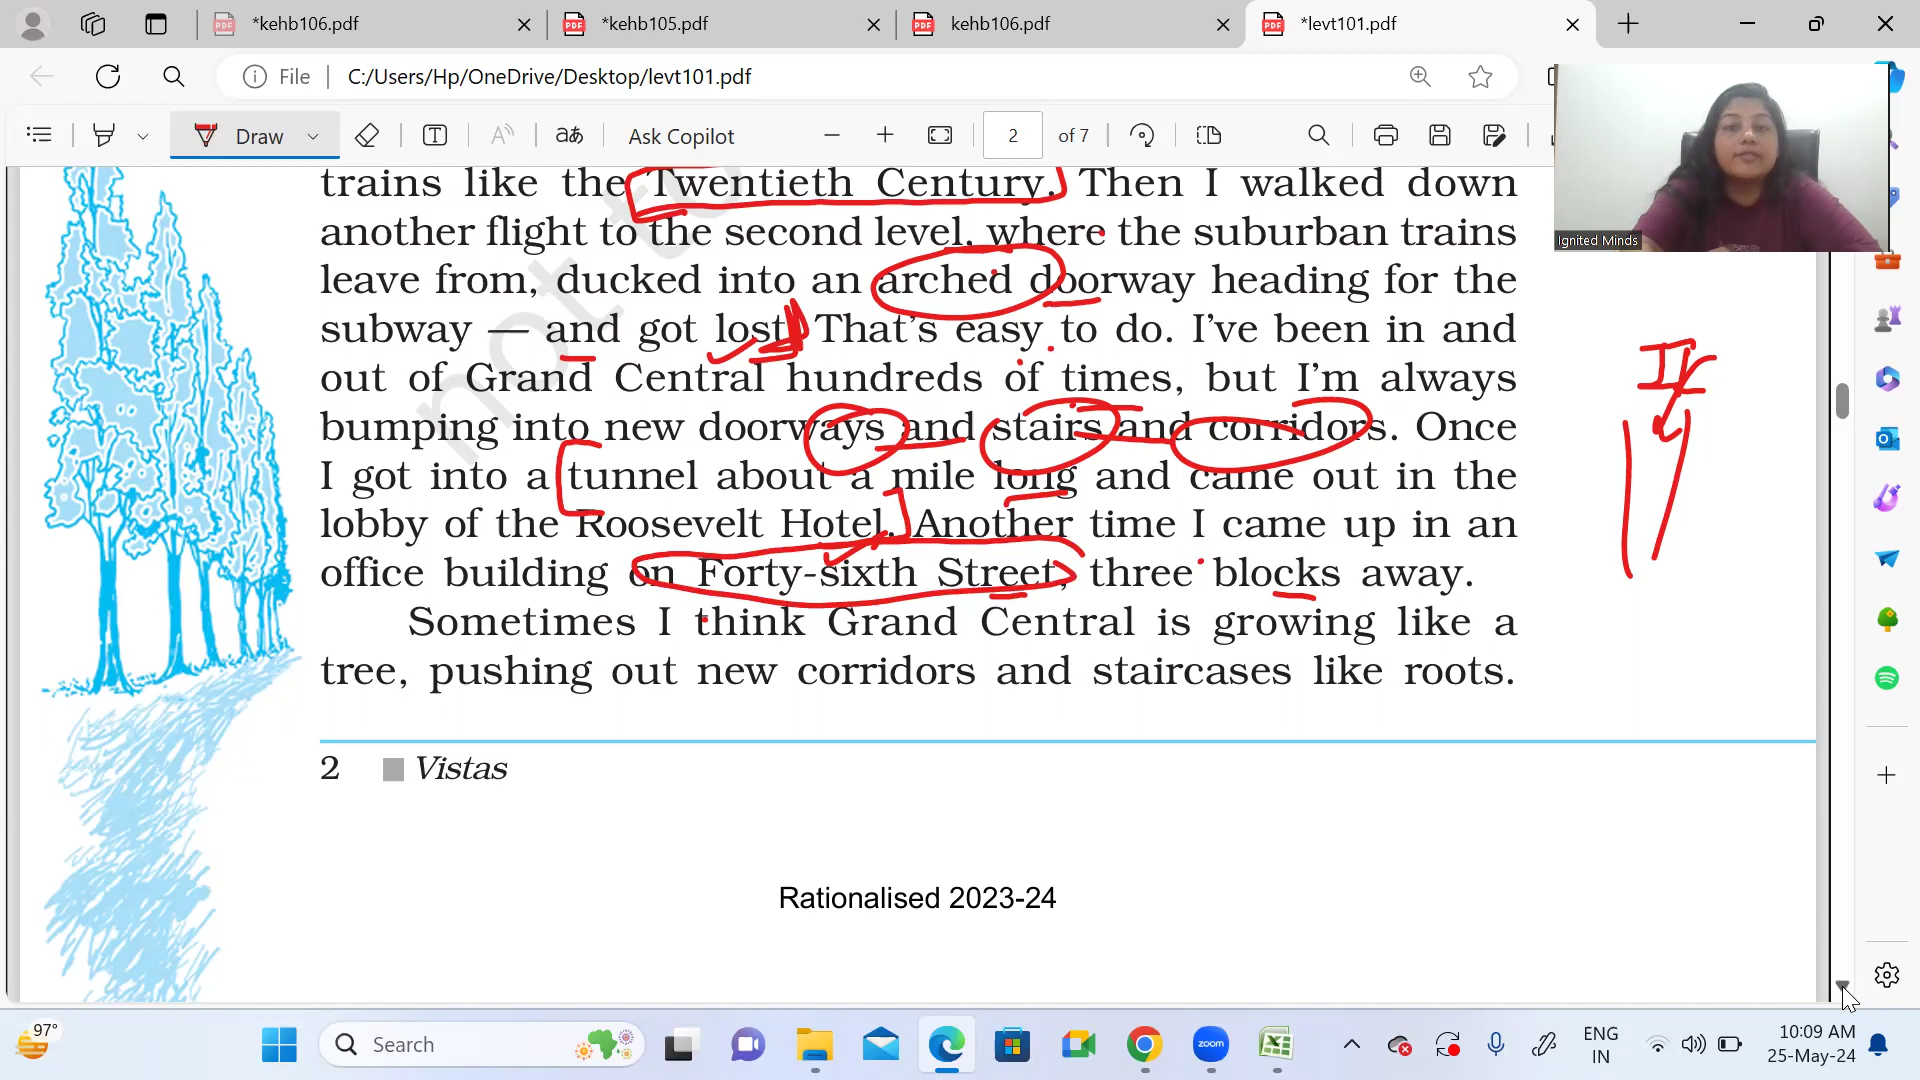 *kehb106.pdf
*kehb105.pdf
kehb106.pdf
*levt101.pdf
File
C:/Users/Hp/OneDrive/Desktop/levt101.pdf
Draw
Ask Copilot
2 of 7
Ignited Minds
trains like the Twentieth Century. Then I walked down
another flight to the second level, where the suburban trains
leave from, ducked into an arched doorway heading for the
subway — and got lost. That's easy to do. I've been in and
out of Grand Central hundreds of times, but I'm always
bumping into new doorways and stairs and corridors. Once
I got into a tunnel about a mile long and came out in the
lobby of the Roosevelt Hotel. Another time I came up in an
office building on Forty-sixth Street, three blocks away.
Sometimes I think Grand Central is growing like a
tree, pushing out new corridors and staircases like roots.
not to
2 Vistas
Rationalised 2023-24
97°
Search
zoom
ENG
IN
10:09 AM
25-May-24